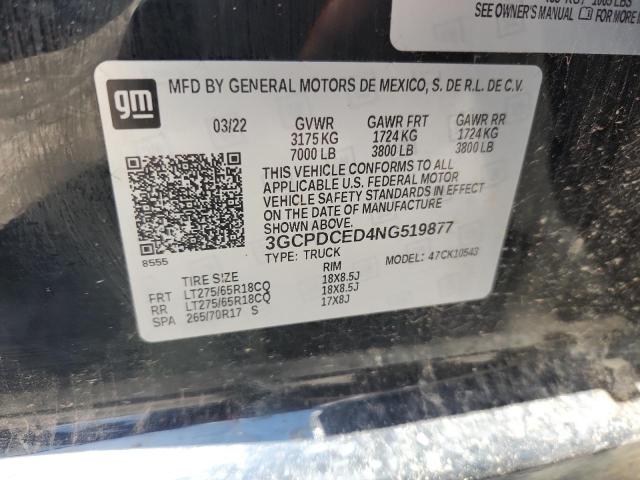 SEE OWNER'S MANUAL FOR MORE
gm
MFD BY GENERAL MOTORS DE MEXICO, S. DE R.L. DE C.V.
03/22 GVWR GAWR FRT GAWR RR
3175 KG 1724 KG 1724 KG
7000 LB 3800 LB 3800 LB
THIS VEHICLE CONFORMS TO ALL
APPLICABLE U.S. FEDERAL MOTOR
VEHICLE SAFETY STANDARDS IN EFFECT
ON THE DATE OF MANUFACTURE
SHOWN ABOVE.
3GCPDCED4NG519877
8555
TYPE: TRUCK MODEL: 47CK10543
TIRE SIZE RIM
FRT LT275/65R18CQ 18X8.5J
RR LT275/65R18CQ 18X8.5J
SPA 265/70R17 S 17X8J